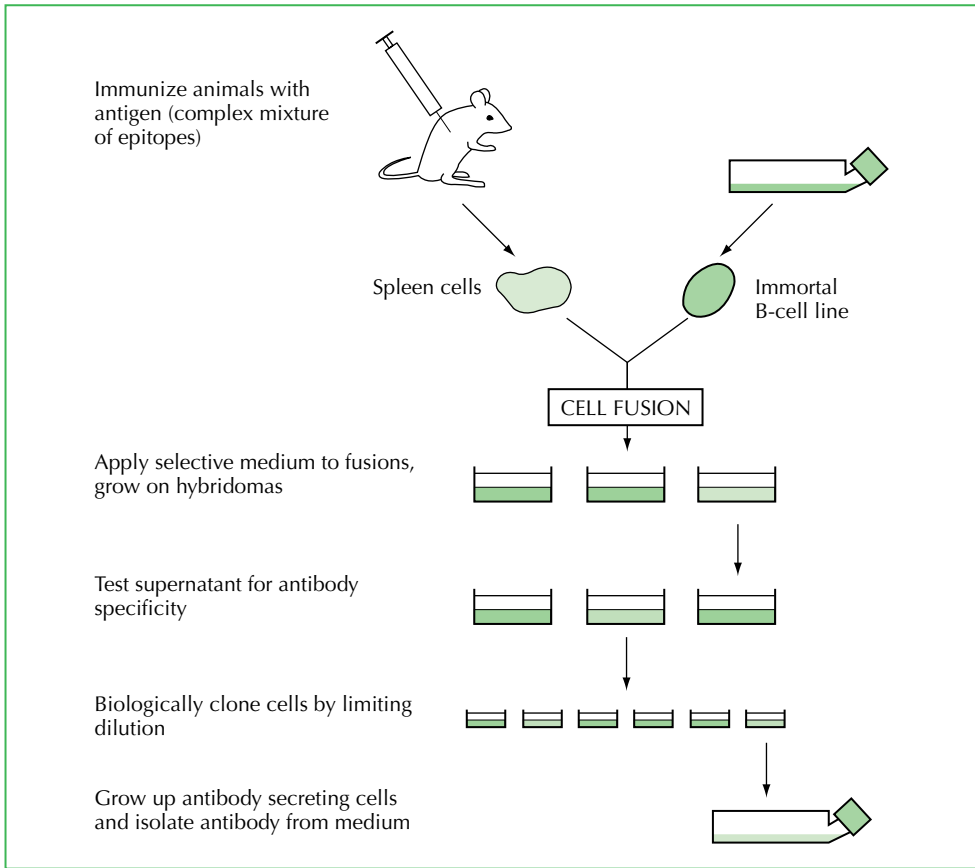 Immunize animals with
antigen (complex mixture
of epitopes)
Spleen cells
Immortal
B-cell line
CELL FUSION
Apply selective medium to fusions,
grow on hybridomas
Test supernatant for antibody
specificity
Biologically clone cells by limiting
dilution
Grow up antibody secreting cells
and isolate antibody from medium